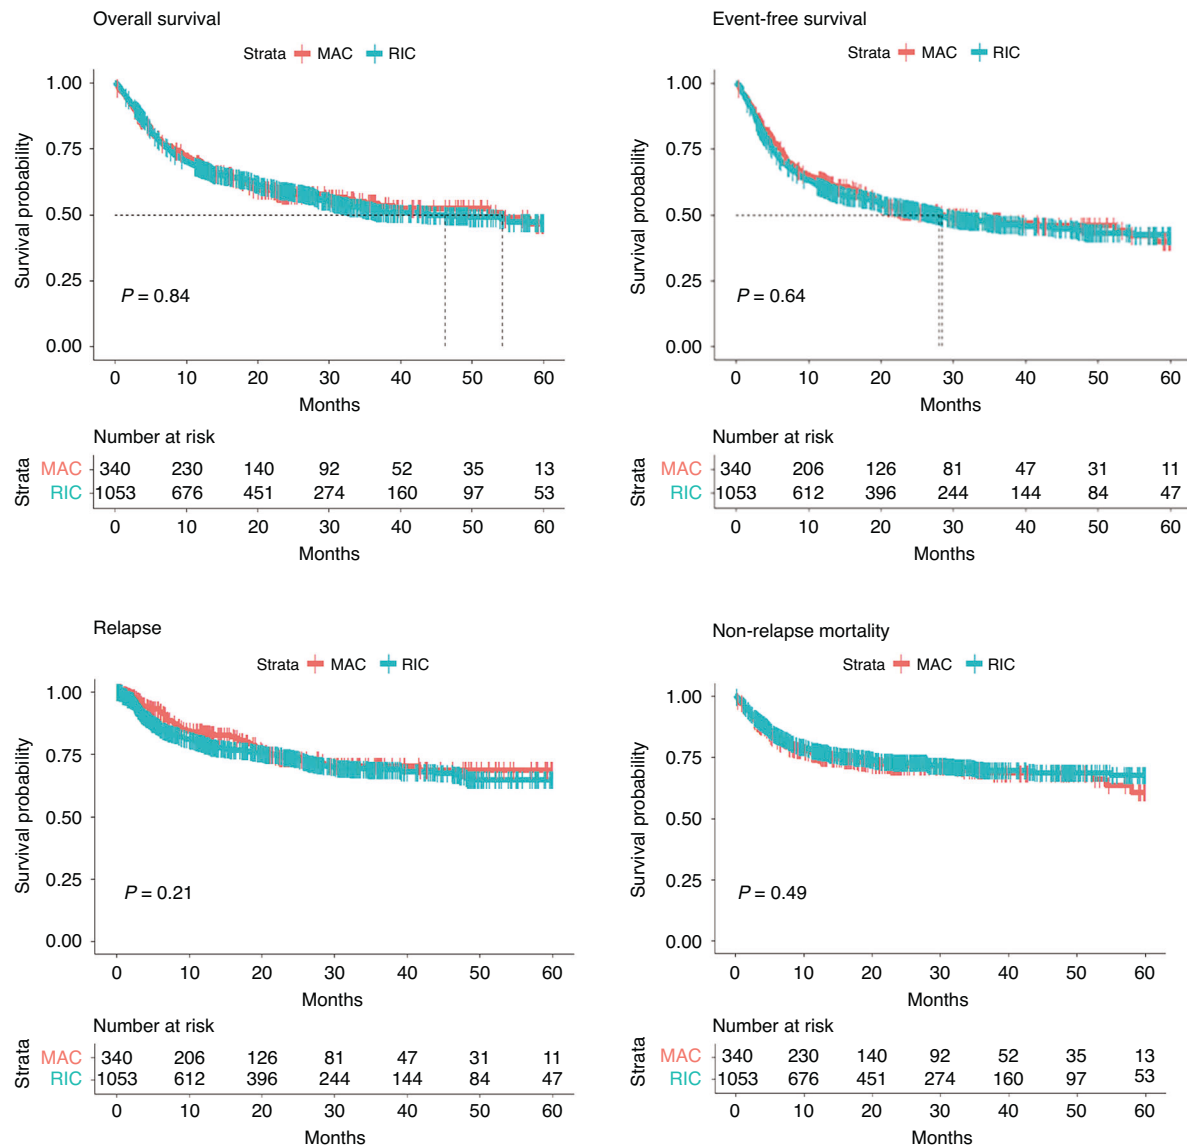 Overall survival
Strata MAC RIC
1.00
0.75
0.50
0.25
0.00
Survival probability
P = 0.84
0 10 20 30 40 50 60
Months
Number at risk
Strata
MAC 340 230 140 92 52 35 13
RIC 1053 676 451 274 160 97 53
0 10 20 30 40 50 60
Months
Event-free survival
Strata MAC RIC
1.00
0.75
0.50
0.25
0.00
Survival probability
P = 0.64
0 10 20 30 40 50 60
Months
Number at risk
Strata
MAC 340 206 126 81 47 31 11
RIC 1053 612 396 244 144 84 47
0 10 20 30 40 50 60
Months
Relapse
Strata MAC RIC
1.00
0.75
0.50
0.25
0.00
Survival probability
P = 0.21
0 10 20 30 40 50 60
Months
Number at risk
Strata
MAC 340 206 126 81 47 31 11
RIC 1053 612 396 244 144 84 47
0 10 20 30 40 50 60
Months
Non-relapse mortality
Strata MAC RIC
1.00
0.75
0.50
0.25
0.00
Survival probability
P = 0.49
0 10 20 30 40 50 60
Months
Number at risk
Strata
MAC 340 230 140 92 52 35 13
RIC 1053 676 451 274 160 97 53
0 10 20 30 40 50 60
Months